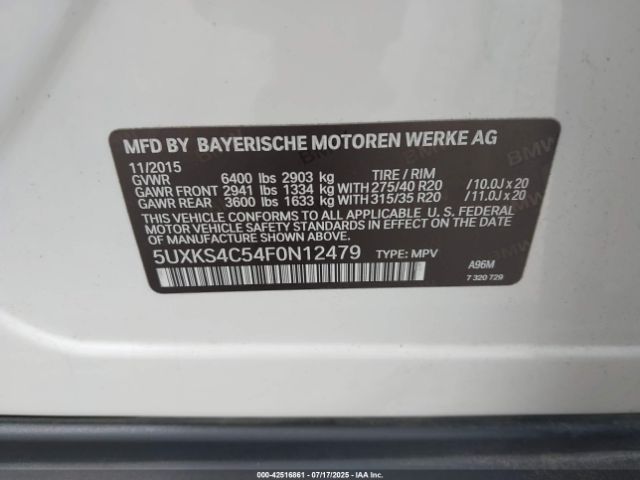 MFD BY BAYERISCHE MOTOREN WERKE AG
11/2015 TIRE / RIM
GVWR 6400 lbs 2903 kg
GAWR FRONT 2941 lbs 1334 kg WITH 275/40 R20 / 10.0J x 20
GAWR REAR 3600 lbs 1633 kg WITH 315/35 R20 / 11.0J x 20
THIS VEHICLE CONFORMS TO ALL APPLICABLE U. S. FEDERAL
MOTOR VEHICLE SAFETY STANDARDS IN EFFECT ON THE
DATE OF MANUFACTURE SHOWN ABOVE.
5UXKS4C54F0N12479 TYPE: MPV A96M
7 320 729
000-42516861 | 07/17/2025 | IAAI.com